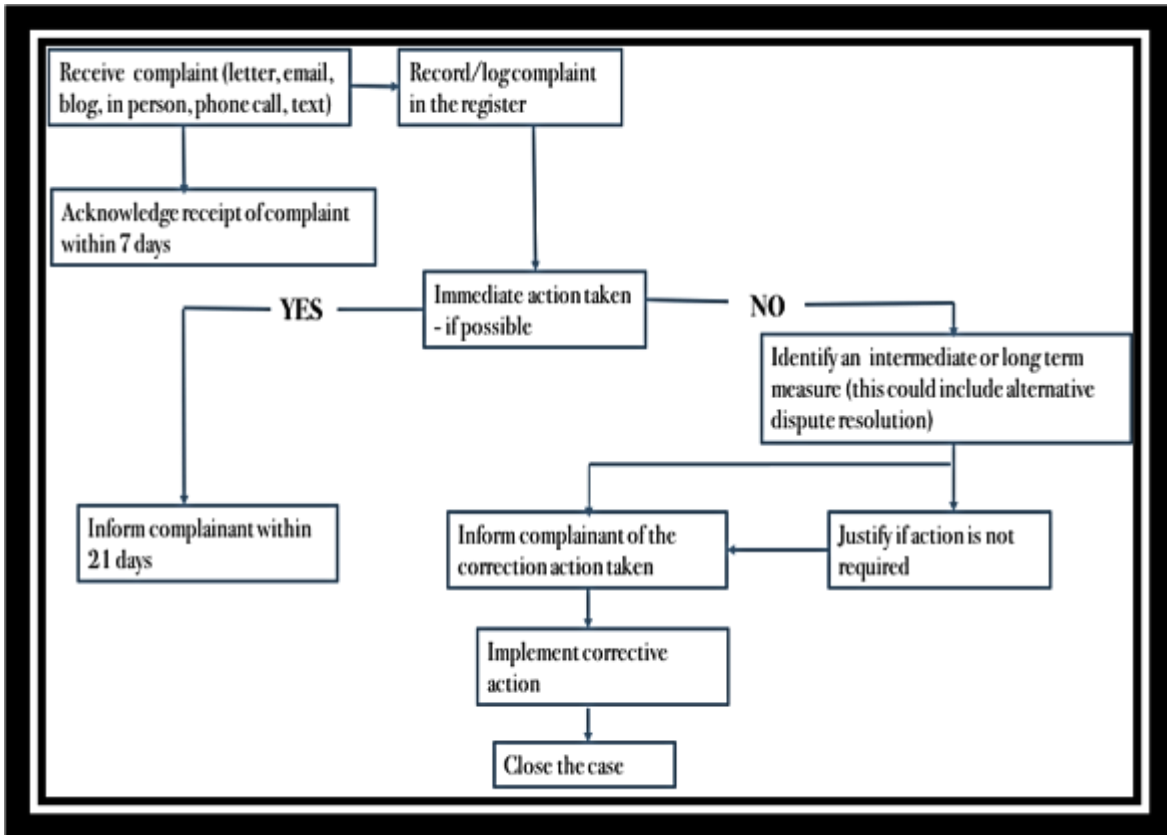 Receive complaint (letter, email,
blog, in person, phone call, text)
Record/log complaint
in the register
Acknowledge receipt of complaint
within 7 days
Immediate action taken
- if possible
YES
NO
Identify an intermediate or long term
measure (this could include alternative
dispute resolution)
Inform complainant within
21 days
Inform complainant of the
correction action taken
Justify if action is not
required
Implement corrective
action
Close the case